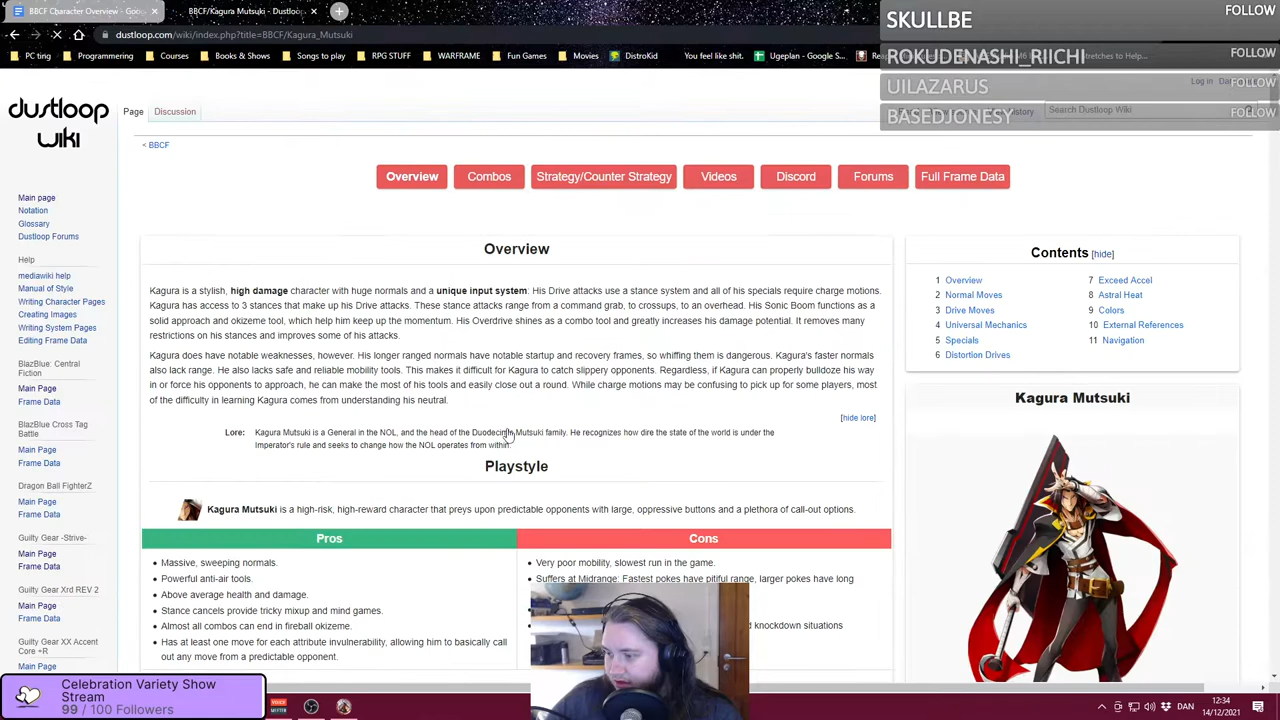 BBCF Character Overview - Goo
BBCF/Kagura Mutsuki - Dustloop
dustloop.com/wiki/index.php?title=BBCF/Kagura_Mutsuki
PC ting
Programmering
Courses
Books & Shows
Songs to play
RPG STUFF
WARFRAME
Fun Games
Movies
DistroKid
You feel like shit.
Ugeplan - Google S...
SKULLBE
FOLLOW
ROKUDENASHI_RIICHI
FOLLOW
UILAZARUS
FOLLOW
BASEDJONESY
FOLLOW
Log in
Search Dustloop Wiki
dustloop
wiki
Page
Discussion
< BBCF
Overview
Combos
Strategy/Counter Strategy
Videos
Discord
Forums
Full Frame Data
Main page
Notation
Glossary
Dustloop Forums
Help
mediawiki help
Manual of Style
Writing Character Pages
Creating Images
Writing System Pages
Editing Frame Data
BlazBlue: Central
Fiction
Main Page
Frame Data
BlazBlue Cross Tag
Battle
Main Page
Frame Data
Dragon Ball FighterZ
Main Page
Frame Data
Guilty Gear -Strive-
Main Page
Frame Data
Guilty Gear Xrd REV 2
Main Page
Frame Data
Guilty Gear XX Accent
Core +R
Main Page
Overview
Kagura is a stylish, high damage character with huge normals and a unique input system: His Drive attacks use a stance system and all of his specials require charge motions.
Kagura has access to 3 stances that make up his Drive attacks. These stance attacks range from a command grab, to crossups, to an overhead. His Sonic Boom functions as a
solid approach and okizeme tool, which help him keep up the momentum. His Overdrive shines as a combo tool and greatly increases his damage potential. It removes many
restrictions on his stances and improves some of his attacks.
Kagura does have notable weaknesses, however. His longer ranged normals have notable startup and recovery frames, so whiffing them is dangerous. Kagura's faster normals
also lack range. He also lacks safe and reliable mobility tools. This makes it difficult for Kagura to catch slippery opponents. Regardless, if Kagura can properly bulldoze his way
in or force his opponents to approach, he can make the most of his tools and easily close out a round. While charge motions may be confusing to pick up for some players, most
of the difficulty in learning Kagura comes from understanding his neutral.
[hide lore]
Lore: Kagura Mutsuki is a General in the NOL, and the head of the Duodecim Mutsuki family. He recognizes how dire the state of the world is under the
Imperator's rule and seeks to change how the NOL operates from within.
Playstyle
Kagura Mutsuki is a high-risk, high-reward character that preys upon predictable opponents with large, oppressive buttons and a plethora of call-out options.
Pros
Cons
Massive, sweeping normals.
Powerful anti-air tools.
Above average health and damage.
Stance cancels provide tricky mixup and mind games.
Almost all combos can end in fireball okizeme.
Has at least one move for each attribute invulnerability, allowing him to basically call
out any move from a predictable opponent.
Very poor mobility, slowest run in the game.
Suffers at Midrange: Fastest pokes have pitiful range, larger pokes have long
knockdown situations
Contents [hide]
1 Overview
2 Normal Moves
3 Drive Moves
4 Universal Mechanics
5 Specials
6 Distortion Drives
7 Exceed Accel
8 Astral Heat
9 Colors
10 External References
11 Navigation
Kagura Mutsuki
Celebration Variety Show
Stream
99 / 100 Followers
DAN
12:34
14/12/2021